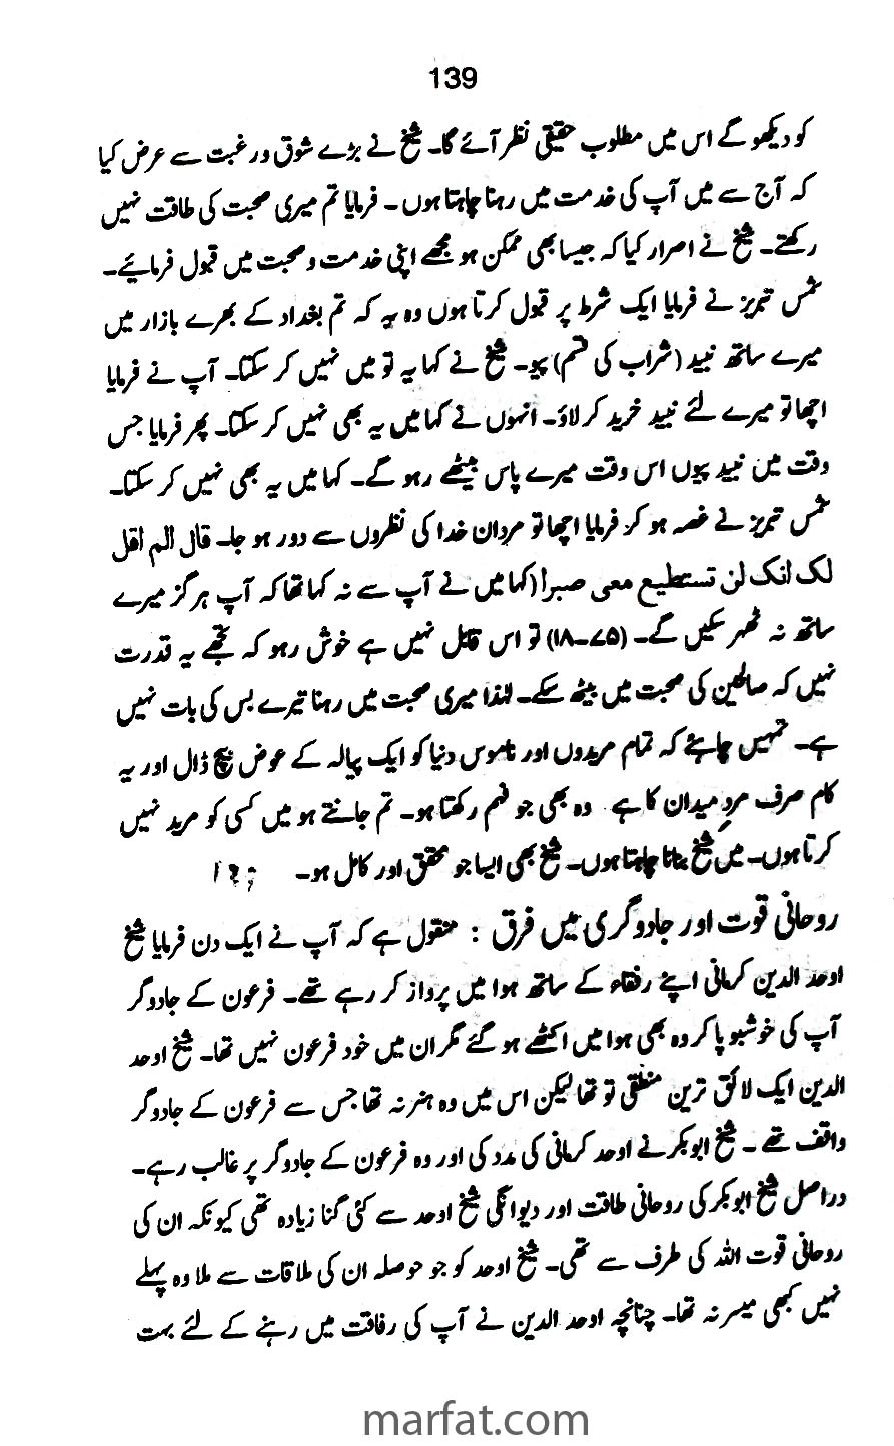 139
کو دیکھو گے اس میں مطلوب حقیقی نظر آئے گا۔ شیخ نے بڑے شوق و رغبت سے عرض کیا
کہ آج سے میں آپ کی خدمت میں رہنا چاہتا ہوں۔ فرمایا تم میری صحبت کی طاقت نہیں
رکھتے۔ شیخ نے اصرار کیا کہ جیسا بھی ممکن ہو مجھے اپنی خدمت و صحبت میں قبول فرمائیے۔
شمس تبریز نے فرمایا ایک شرط پر قبول کرتا ہوں وہ یہ کہ تم بغداد کے بھرے بازار میں
میرے ساتھ نبیذ (شراب کی قسم) پیو۔ شیخ نے کہا یہ تو میں نہیں کر سکتا۔ آپ نے فرمایا
اچھا تو میرے لئے نبیذ خرید کر لاؤ۔ انہوں نے کہا میں یہ بھی نہیں کر سکتا۔ پھر فرمایا جس
وقت میں نبیذ پیوں اس وقت میرے پاس بیٹھے رہو گے۔ کہا میں یہ بھی نہیں کر سکتا۔
شمس تبریز نے غصہ ہو کر فرمایا اچھا تو مردان خدا کی نظروں سے دور ہو جا۔ قال الم اقل
لک انک لن تستطیع معی صبرا (کہا میں نے آپ سے نہ کہا تھا کہ آپ ہرگز میرے
ساتھ نہ ٹھہر سکیں گے۔ (۷۵-۱۸) تو اس قابل نہیں ہے خوش رہو کہ تجھے یہ قدرت
نہیں کہ صالحین کی صحبت میں بیٹھ سکے۔ لہٰذا میری صحبت میں رہنا تیرے بس کی بات نہیں
ہے۔ تمہیں چاہئے کہ تمام مریدوں اور ناموس دنیا کو ایک پیالہ کے عوض بیچ ڈال اور یہ
کام صرف مردِ میدان کا ہے وہ بھی جو فہم رکھتا ہو۔ تم جانتے ہو میں کسی کو مرید نہیں
کرتا ہوں۔ میں شیخ بنانا چاہتا ہوں۔ شیخ بھی ایسا جو محقق اور کامل ہو۔
روحانی قوت اور جادوگری میں فرق : منقول ہے کہ آپ نے ایک دن فرمایا شیخ
اوحد الدین کرمانی اپنے رفقاء کے ساتھ ہوا میں پرواز کر رہے تھے۔ فرعون کے جادوگر
آپ کی خوشبو پا کر وہ بھی ہوا میں اکٹھے ہو گئے مگر ان میں خود فرعون نہیں تھا۔ شیخ اوحد
الدین ایک لائق ترین منطقی تو تھا لیکن اس میں وہ ہنر نہ تھا جس سے فرعون کے جادوگر
واقف تھے ۔ شیخ ابوبکر نے اوحد کرمانی کی مدد کی اور وہ فرعون کے جادوگر پر غالب رہے۔
دراصل شیخ ابوبکر کی روحانی طاقت اور دیوانگی شیخ اوحد سے کئی گنا زیادہ تھی کیونکہ ان کی
روحانی قوت اللہ کی طرف سے تھی۔ شیخ اوحد کو جو حوصلہ ان کی ملاقات سے ملا وہ پہلے
نہیں کبھی میسر نہ تھا۔ چنانچہ اوحد الدین نے آپ کی رفاقت میں رہنے کے لئے بہت
marfat.com